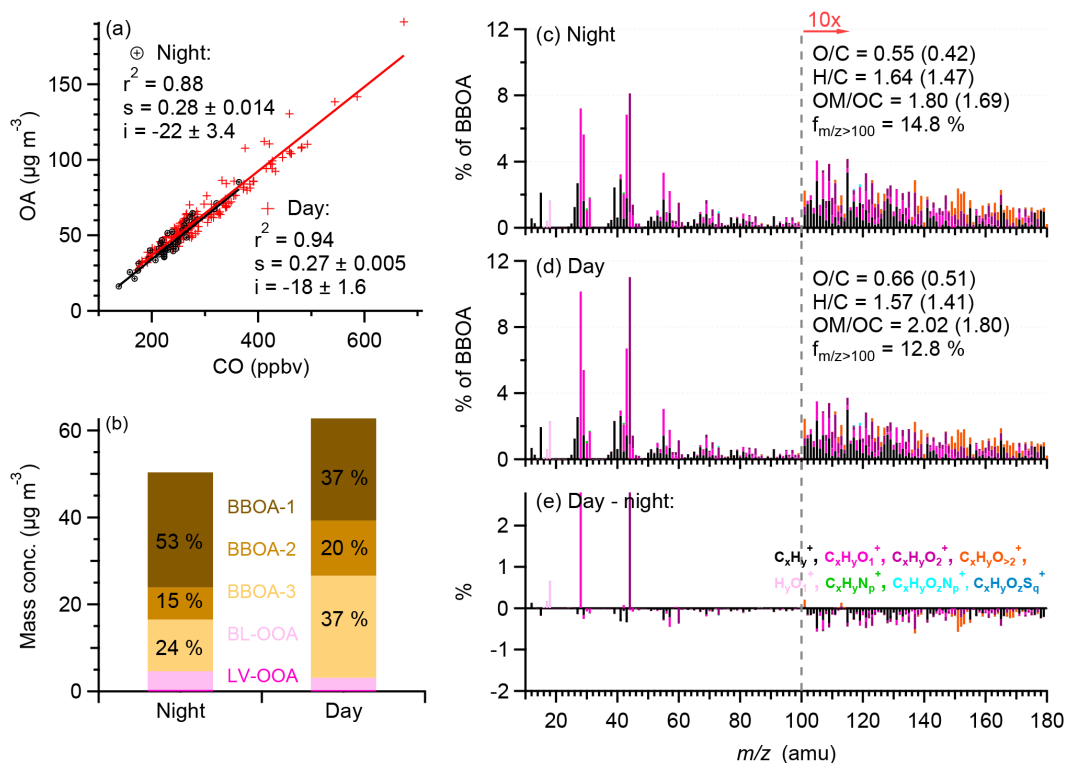 (a)
⊕ Night:
r² = 0.88
s = 0.28 ± 0.014
i = -22 ± 3.4
+ Day:
r² = 0.94
s = 0.27 ± 0.005
i = -18 ± 1.6
OA (µg m⁻³)
150
100
50
0
200 400 600
CO (ppbv)
(b)
Mass conc. (µg m⁻³)
60
40
20
0
53 %
15 %
24 %
37 %
20 %
37 %
BBOA-1
BBOA-2
BBOA-3
BL-OOA
LV-OOA
Night Day
(c) Night
10x
O/C = 0.55 (0.42)
H/C = 1.64 (1.47)
OM/OC = 1.80 (1.69)
f m/z>100 = 14.8 %
% of BBOA
12
8
4
0
(d) Day
O/C = 0.66 (0.51)
H/C = 1.57 (1.41)
OM/OC = 2.02 (1.80)
f m/z>100 = 12.8 %
% of BBOA
12
8
4
0
(e) Day - night:
CxHy⁺, CxHyO1⁺, CxHyO2⁺, CxHyO>2⁺,
HyO1⁺, CxHyNp⁺, CxHyOzNp⁺, CxHyOzSq⁺
%
2
1
0
-1
-2
20 40 60 80 100 120 140 160 180
m/z (amu)